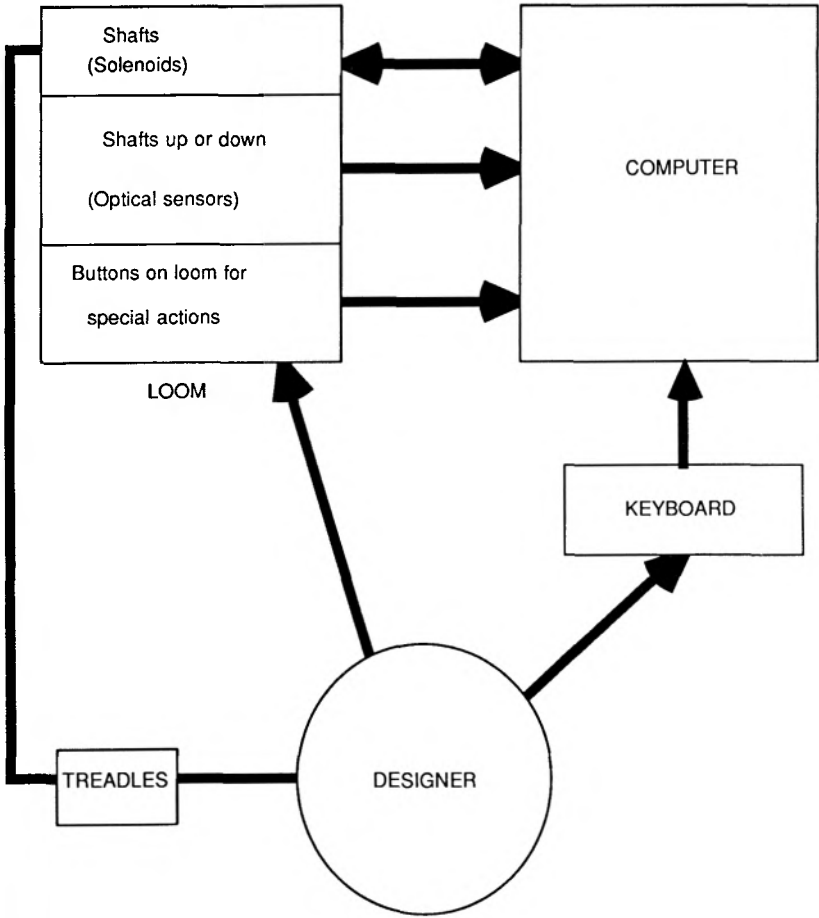 Shafts
(Solenoids)
Shafts up or down
(Optical sensors)
Buttons on loom for
special actions
LOOM
COMPUTER
KEYBOARD
TREADLES
DESIGNER